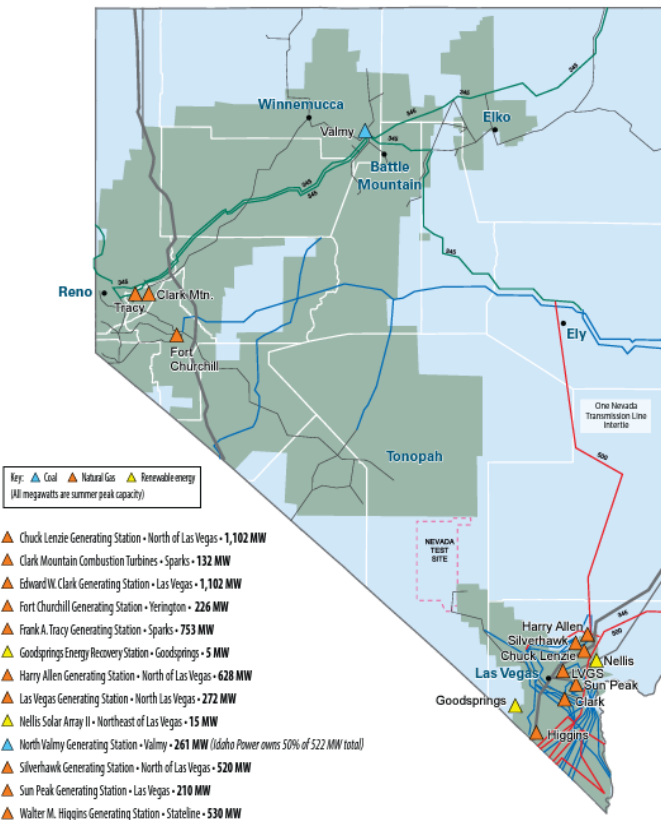 345
345
345
Winnemucca
Elko
Valmy
345
Battle
Mountain
345
345
345
345
Reno
Clark Mtn.
Tracy
Ely
Fort
Churchill
One Nevada
Transmission Line
Intertie
Tonopah
500
Key: Coal Natural Gas Renewable energy
(All megawatts are summer peak capacity)
NEVADA
TEST
SITE
Chuck Lenzie Generating Station • North of Las Vegas • 1,102 MW
Clark Mountain Combustion Turbines • Sparks • 132 MW
Edward W. Clark Generating Station • Las Vegas • 1,102 MW
Fort Churchill Generating Station • Yerington • 226 MW
Frank A. Tracy Generating Station • Sparks • 753 MW
Goodsprings Energy Recovery Station • Goodsprings • 5 MW
Harry Allen Generating Station • North of Las Vegas • 628 MW
Las Vegas Generating Station • North Las Vegas • 272 MW
Nellis Solar Array II • Northeast of Las Vegas • 15 MW
North Valmy Generating Station • Valmy • 261 MW (Idaho Power owns 50% of 522 MW total)
Silverhawk Generating Station • North of Las Vegas • 520 MW
Sun Peak Generating Station • Las Vegas • 210 MW
Walter M. Higgins Generating Station • Stateline • 530 MW
Harry Allen
500
Silverhawk
Chuck Lenzie
Nellis
Las Vegas
LVGS
Sun Peak
Goodsprings
Clark
Higgins